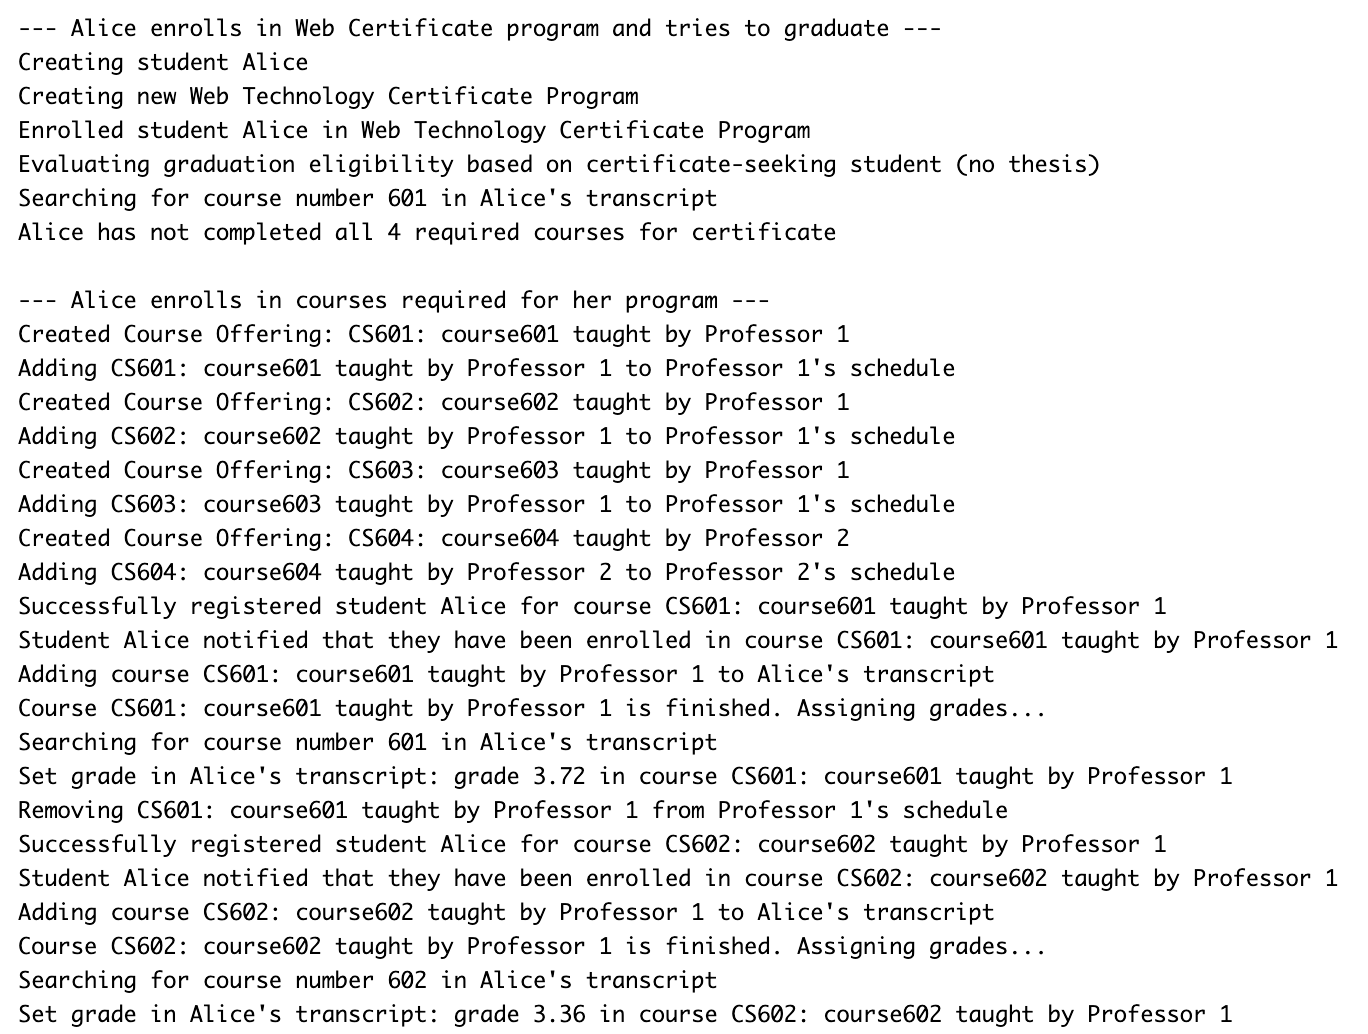 --- Alice enrolls in Web Certificate program and tries to graduate ---
Creating student Alice
Creating new Web Technology Certificate Program
Enrolled student Alice in Web Technology Certificate Program
Evaluating graduation eligibility based on certificate-seeking student (no thesis)
Searching for course number 601 in Alice's transcript
Alice has not completed all 4 required courses for certificate

--- Alice enrolls in courses required for her program ---
Created Course Offering: CS601: course601 taught by Professor 1
Adding CS601: course601 taught by Professor 1 to Professor 1's schedule
Created Course Offering: CS602: course602 taught by Professor 1
Adding CS602: course602 taught by Professor 1 to Professor 1's schedule
Created Course Offering: CS603: course603 taught by Professor 1
Adding CS603: course603 taught by Professor 1 to Professor 1's schedule
Created Course Offering: CS604: course604 taught by Professor 2
Adding CS604: course604 taught by Professor 2 to Professor 2's schedule
Successfully registered student Alice for course CS601: course601 taught by Professor 1
Student Alice notified that they have been enrolled in course CS601: course601 taught by Professor 1
Adding course CS601: course601 taught by Professor 1 to Alice's transcript
Course CS601: course601 taught by Professor 1 is finished. Assigning grades...
Searching for course number 601 in Alice's transcript
Set grade in Alice's transcript: grade 3.72 in course CS601: course601 taught by Professor 1
Removing CS601: course601 taught by Professor 1 from Professor 1's schedule
Successfully registered student Alice for course CS602: course602 taught by Professor 1
Student Alice notified that they have been enrolled in course CS602: course602 taught by Professor 1
Adding course CS602: course602 taught by Professor 1 to Alice's transcript
Course CS602: course602 taught by Professor 1 is finished. Assigning grades...
Searching for course number 602 in Alice's transcript
Set grade in Alice's transcript: grade 3.36 in course CS602: course602 taught by Professor 1